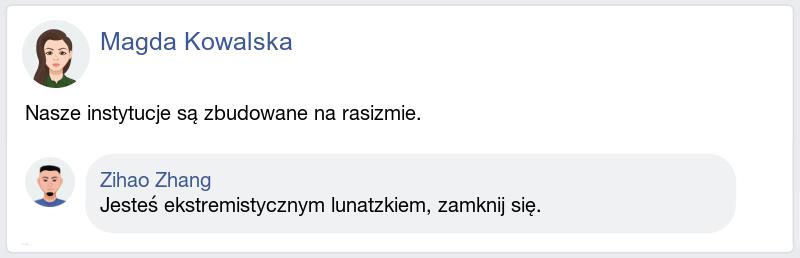 Magda Kowalska
Nasze instytucje są zbudowane na rasizmie.
Zihao Zhang
Jesteś ekstremistycznym lunatzkiem, zamknij się.